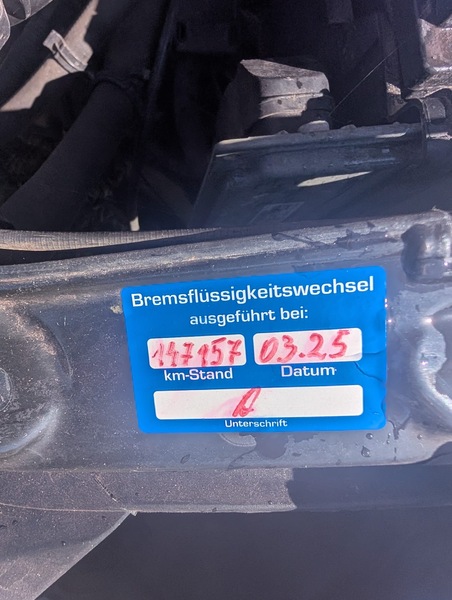 Bremsflüssigkeitswechsel
ausgeführt bei:
147157 03.25
km-Stand Datum
Unterschrift